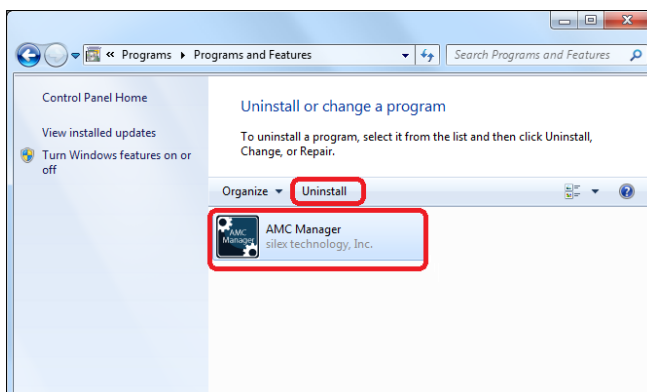 « Programs ▸ Programs and Features
Search Programs and Features
Control Panel Home
View installed updates
Turn Windows features on or
off
Uninstall or change a program
To uninstall a program, select it from the list and then click Uninstall,
Change, or Repair.
Organize Uninstall
AMC
Manager
AMC Manager
silex technology, Inc.